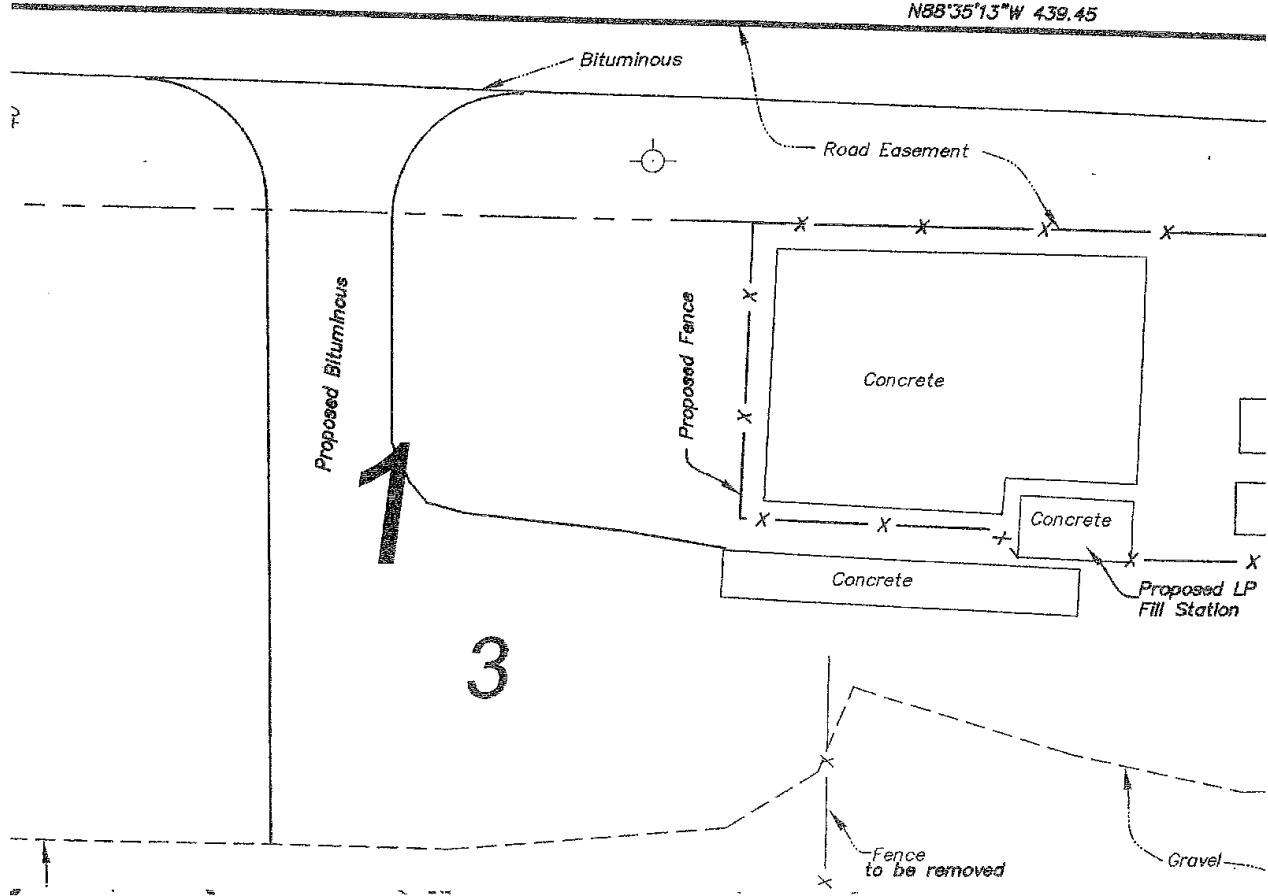 N88°35'13"W 439.45
Bituminous
Road Easement
Proposed Bituminous
Proposed Fence
Concrete
1
Concrete
Concrete
Proposed LP
Fill Station
3
Fence
to be removed
Gravel